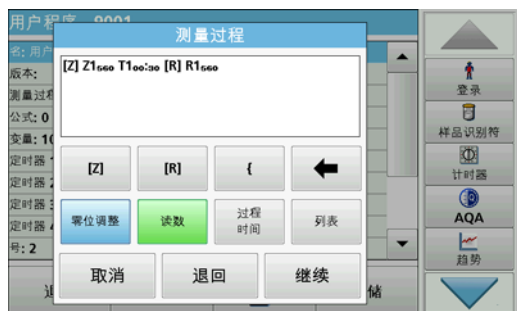 用户程序 9001
测量过程
名: 用户
版本:
测量过程
公式: 0
变量: 10
定时器
定时器
定时器
定时器
号: 2
[Z] Z1₅₆₀ T1₀₀:₃₀ [R] R1₅₆₀
[Z] [R] {
零位调整 读数 过程 列表
时间
取消 退回 继续
储
登录
样品识别符
计时器
AQA
趋势